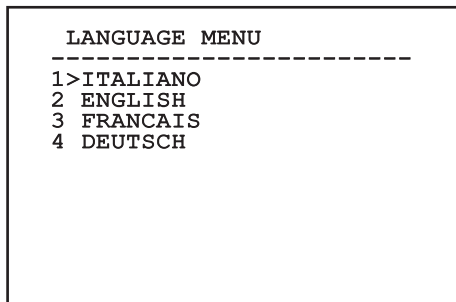 LANGUAGE MENU
------------------------
1>ITALIANO
2 ENGLISH
3 FRANCAIS
4 DEUTSCH